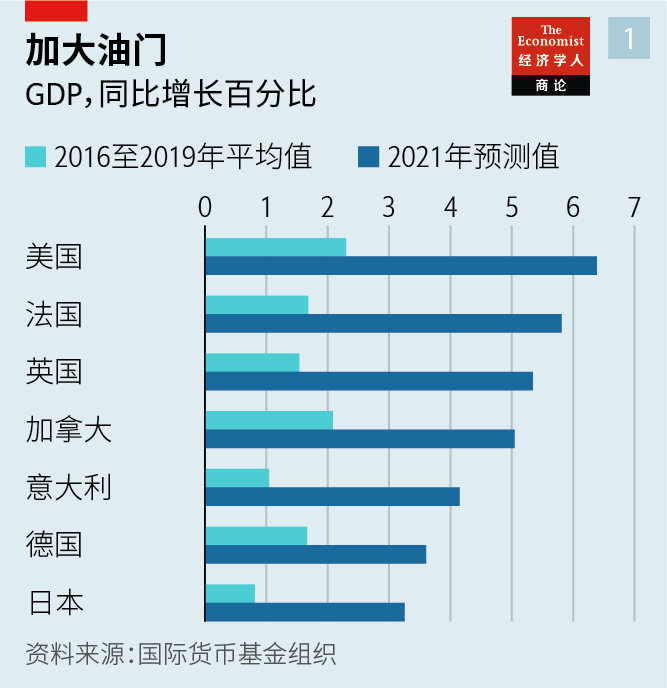 加大油门
GDP，同比增长百分比
The
Economist
经济学人
商论
1
2016至2019年平均值
2021年预测值
0 1 2 3 4 5 6 7
美国
法国
英国
加拿大
意大利
德国
日本
资料来源：国际货币基金组织